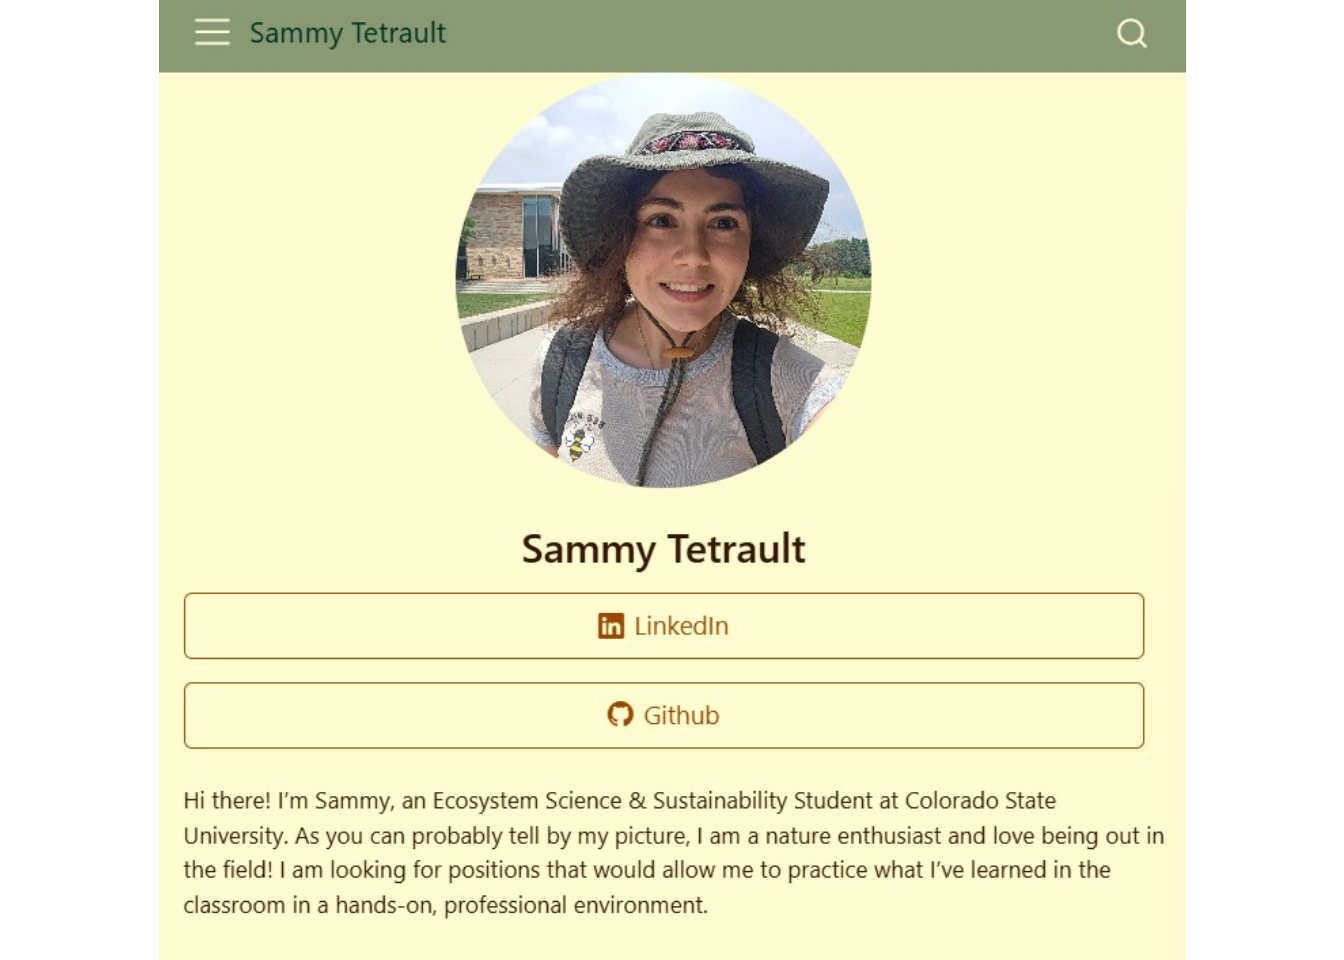 Sammy Tetrault
Sammy Tetrault
LinkedIn
Github
Hi there! I’m Sammy, an Ecosystem Science & Sustainability Student at Colorado State
University. As you can probably tell by my picture, I am a nature enthusiast and love being out in
the field! I am looking for positions that would allow me to practice what I’ve learned in the
classroom in a hands-on, professional environment.